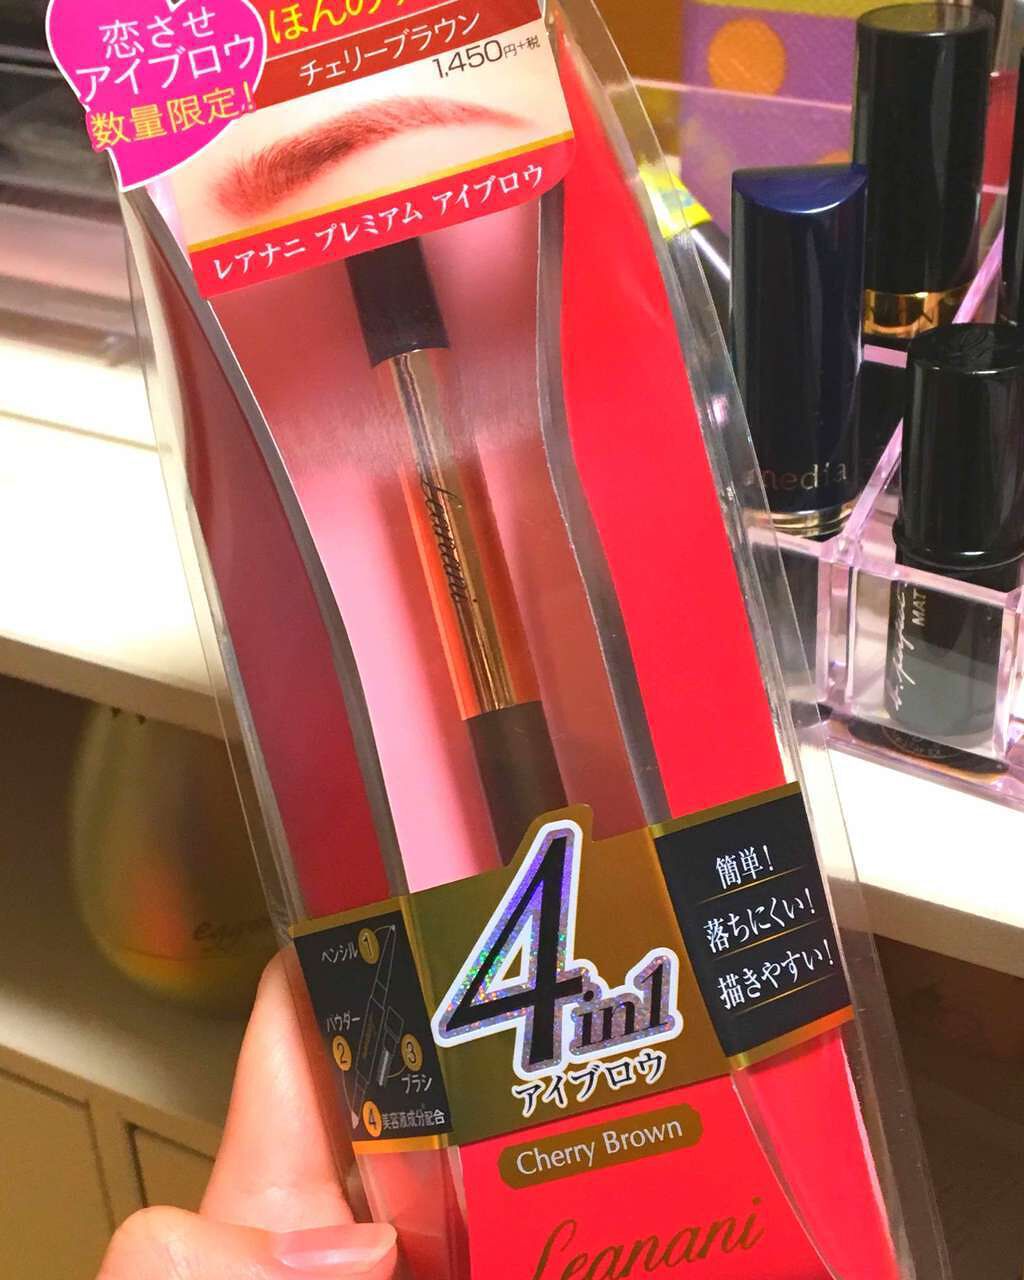 恋させ
アイブロウ
数量限定!
チェリーブラウン
1,450円+税
レアナニ プレミアム アイブロウ
Leanani
media
MAT
簡単!
落ちにくい!
描きやすい!
ペンシル 1
パウダー
2
3
ブラシ
4 美容液成分配合
4in1
アイブロウ
Cherry Brown
Leanani